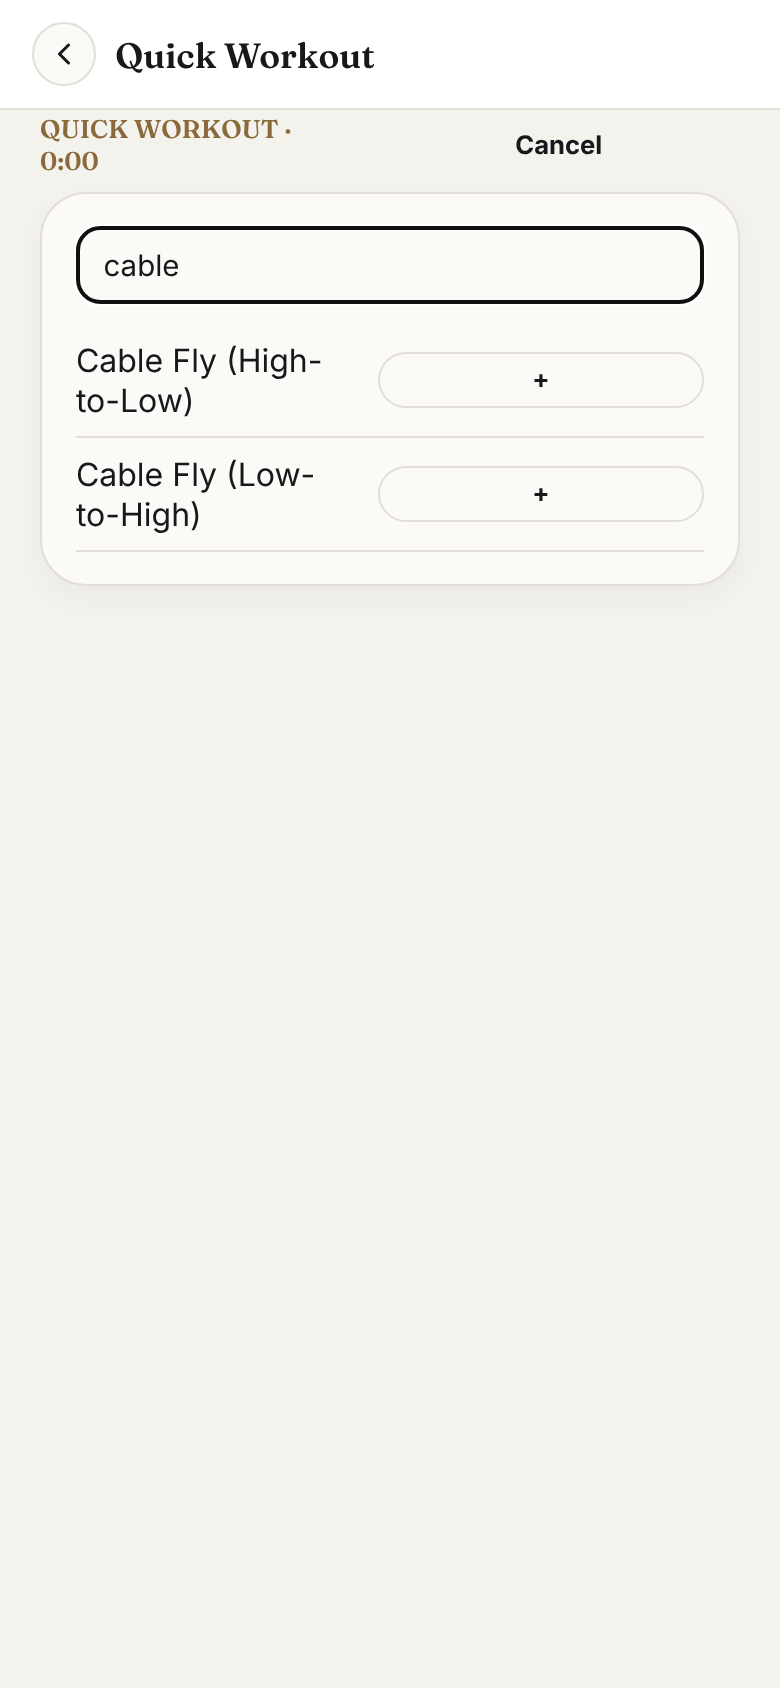 Quick Workout
QUICK WORKOUT ·
0:00
Cancel
cable
Cable Fly (High-
to-Low)
+
Cable Fly (Low-
to-High)
+